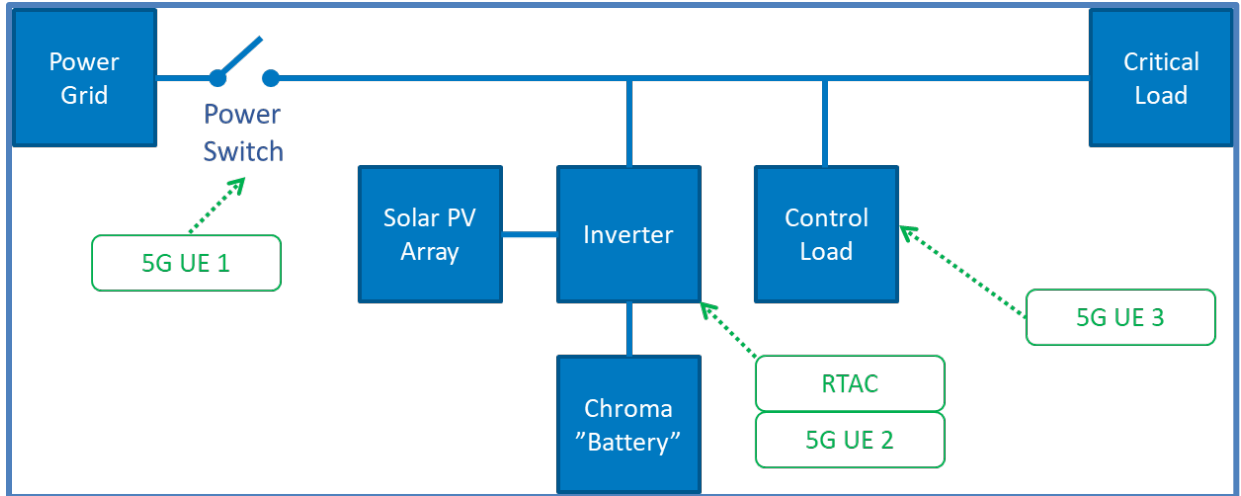 Power
Grid
Power
Switch
Critical
Load
Solar PV
Array
Inverter
Control
Load
5G UE 1
5G UE 3
RTAC
5G UE 2
Chroma
”Battery”